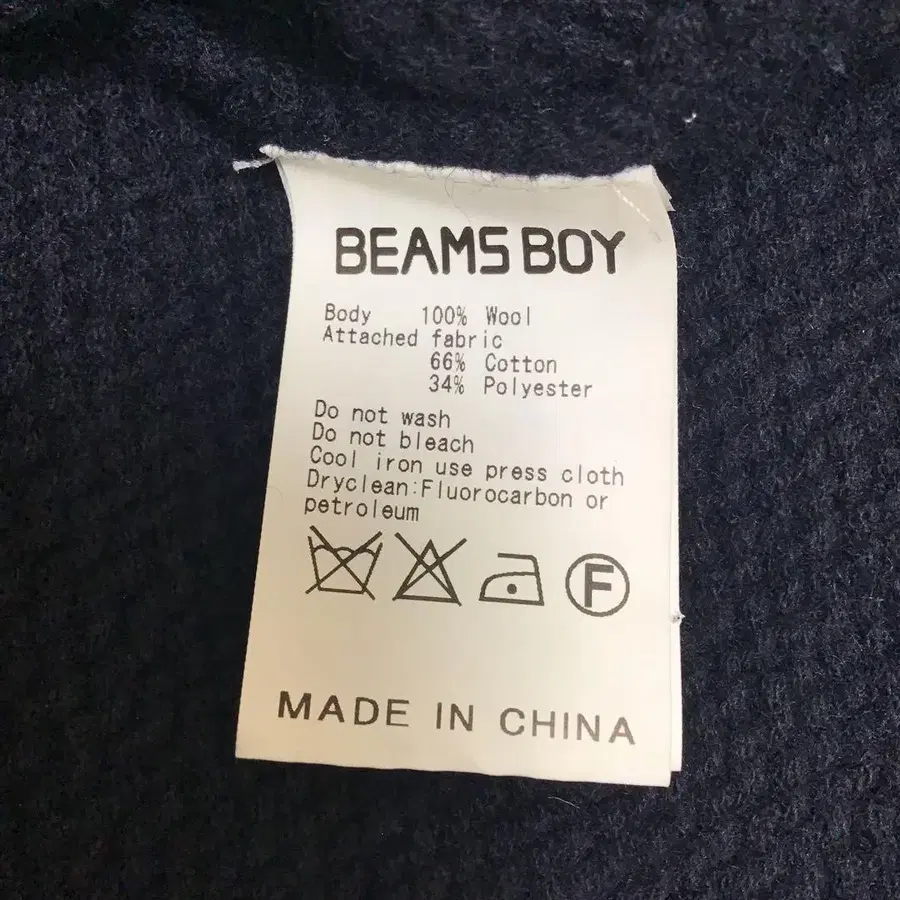 BEAMS BOY
Body 100% Wool
Attached fabric
66% Cotton
34% Polyester
Do not wash
Do not bleach
Cool iron use press cloth
Dryclean:Fluorocarbon or
petroleum
F
MADE IN CHINA